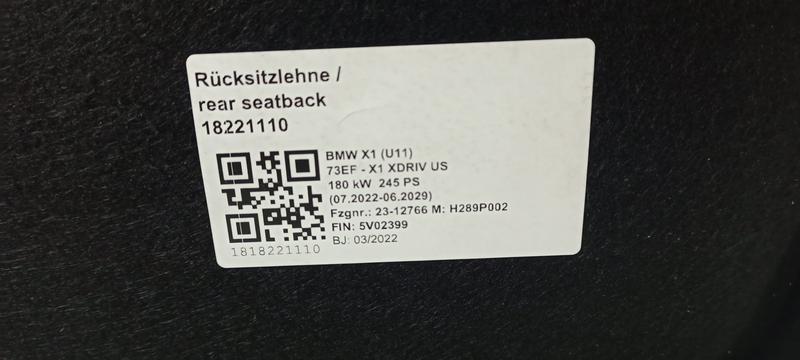 Rücksitzlehne /
rear seatback
18221110
BMW X1 (U11)
73EF - X1 XDRIV US
180 kW 245 PS
(07.2022-06.2029)
Fzgnr.: 23-12766 M: H289P002
FIN: 5V02399
BJ: 03/2022
1818221110